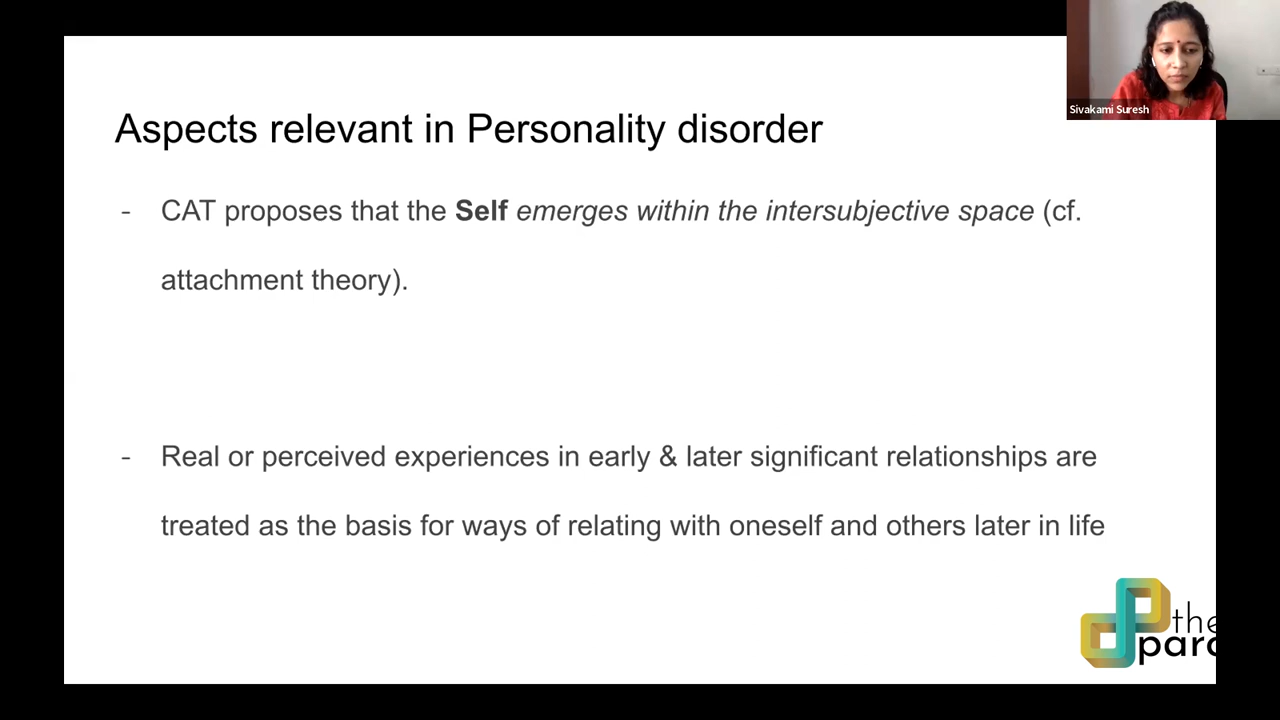 Sivakami Suresh
Aspects relevant in Personality disorder
- CAT proposes that the Self emerges within the intersubjective space (cf.
attachment theory).
- Real or perceived experiences in early & later significant relationships are
treated as the basis for ways of relating with oneself and others later in life
the